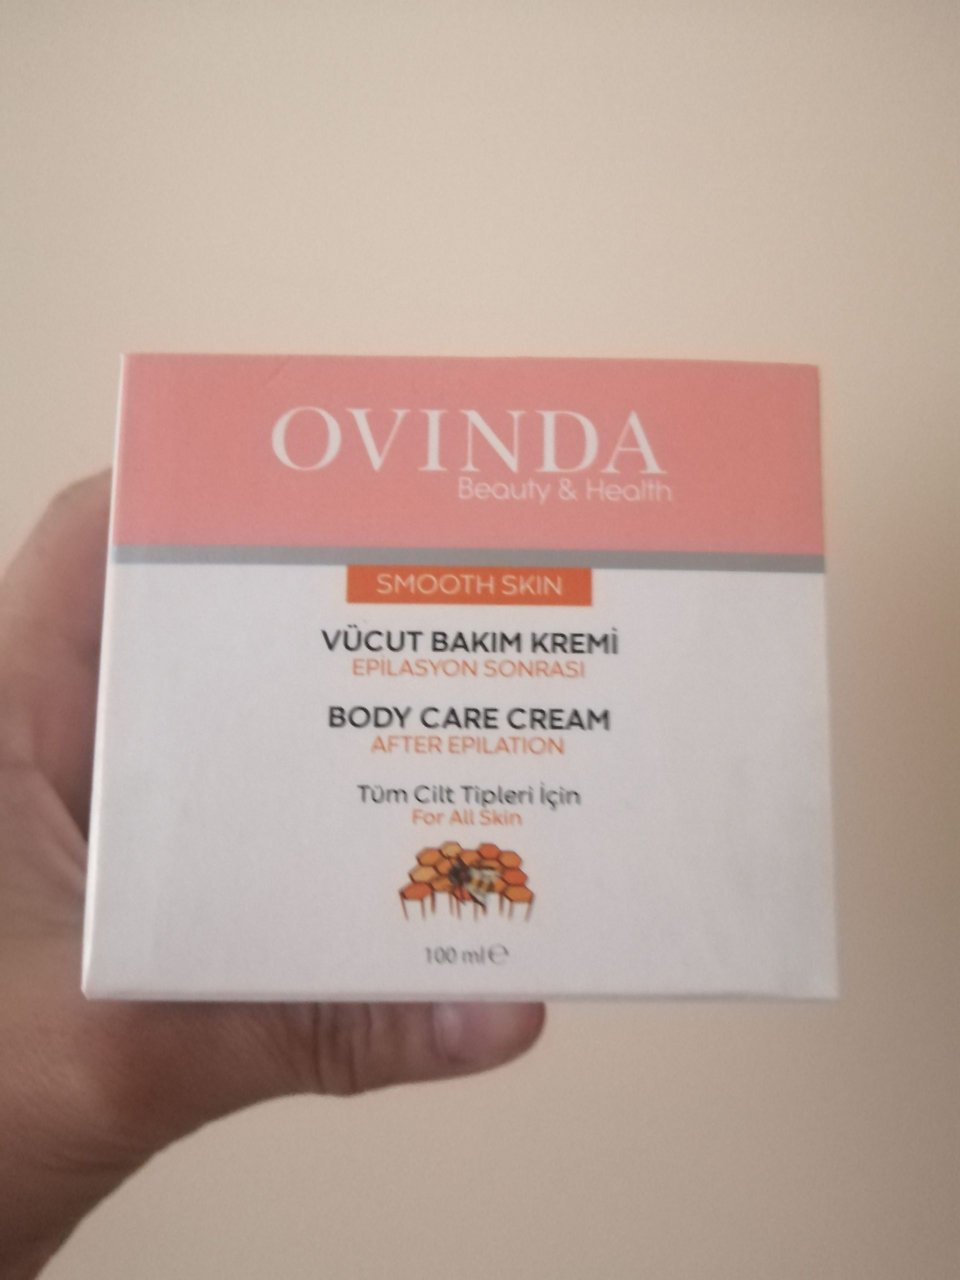 OVINDA
Beauty & Health
SMOOTH SKIN
VÜCUT BAKIM KREMİ
EPİLASYON SONRASI
BODY CARE CREAM
AFTER EPILATION
Tüm Cilt Tipleri İçin
For All Skin
100 ml ℮